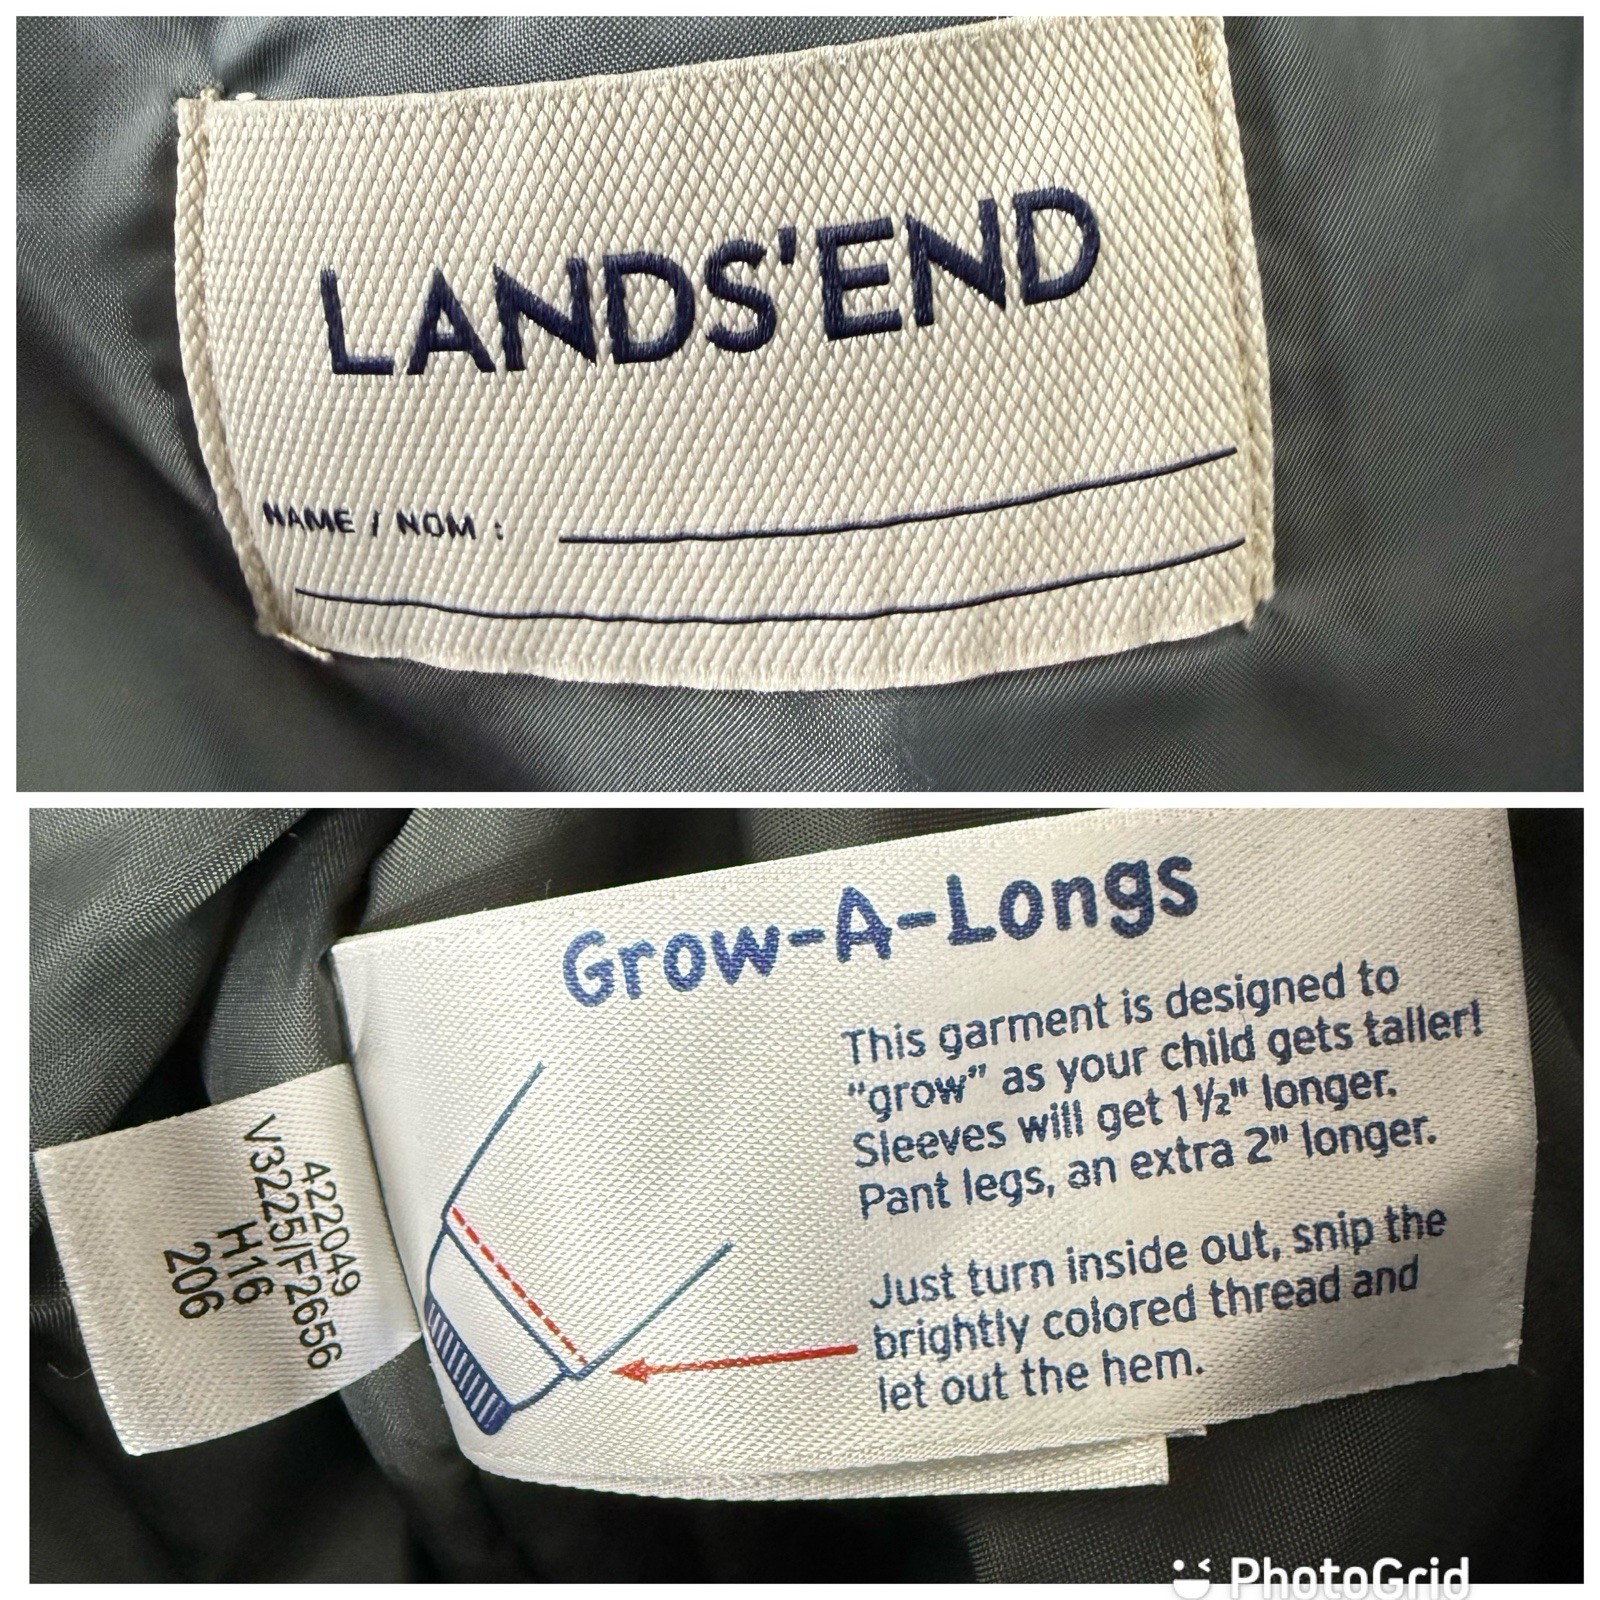 LANDS'END
NAME / NOM :
Grow-A-Longs
This garment is designed to
"grow" as your child gets taller!
Sleeves will get 1½" longer.
Pant legs, an extra 2" longer.
Just turn inside out, snip the
brightly colored thread and
let out the hem.
422049
V3225/F2656
H16
206
PhotoGrid